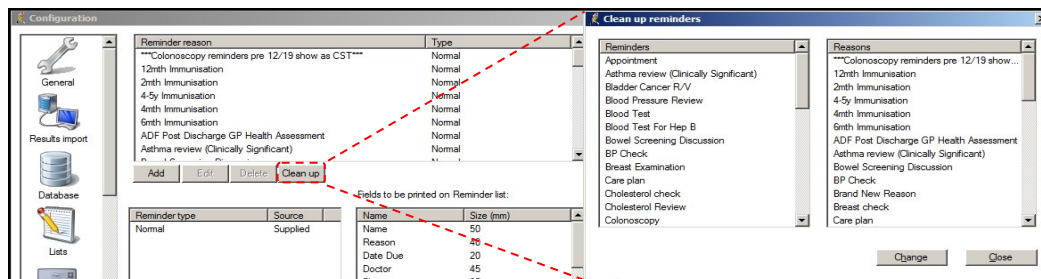 Configuration
General
Results import
Database
Lists
Reminder reason Type
***Colonoscopy reminders pre 12/19 show as CST*** Normal
12mth Immunisation Normal
2mth Immunisation Normal
4-5y Immunisation Normal
4mth Immunisation Normal
6mth Immunisation Normal
ADF Post Discharge GP Health Assessment Normal
Asthma review (Clinically Significant) Normal
Add Edit Delete Clean up
Fields to be printed on Reminder list:
Reminder type Source
Normal Supplied
Name Size (mm)
Name 50
Reason 40
Date Due 20
Doctor 45
Clean up reminders
Reminders
Appointment
Asthma review (Clinically Significant)
Bladder Cancer R/V
Blood Pressure Review
Blood Test
Blood Test For Hep B
Bowel Screening Discussion
BP Check
Breast Examination
Care plan
Cholesterol check
Cholesterol Review
Colonoscopy
Reasons
***Colonoscopy reminders pre 12/19 show...
12mth Immunisation
2mth Immunisation
4-5y Immunisation
4mth Immunisation
6mth Immunisation
ADF Post Discharge GP Health Assessment
Asthma review (Clinically Significant)
Bowel Screening Discussion
BP Check
Brand New Reason
Breast check
Care plan
Change Close